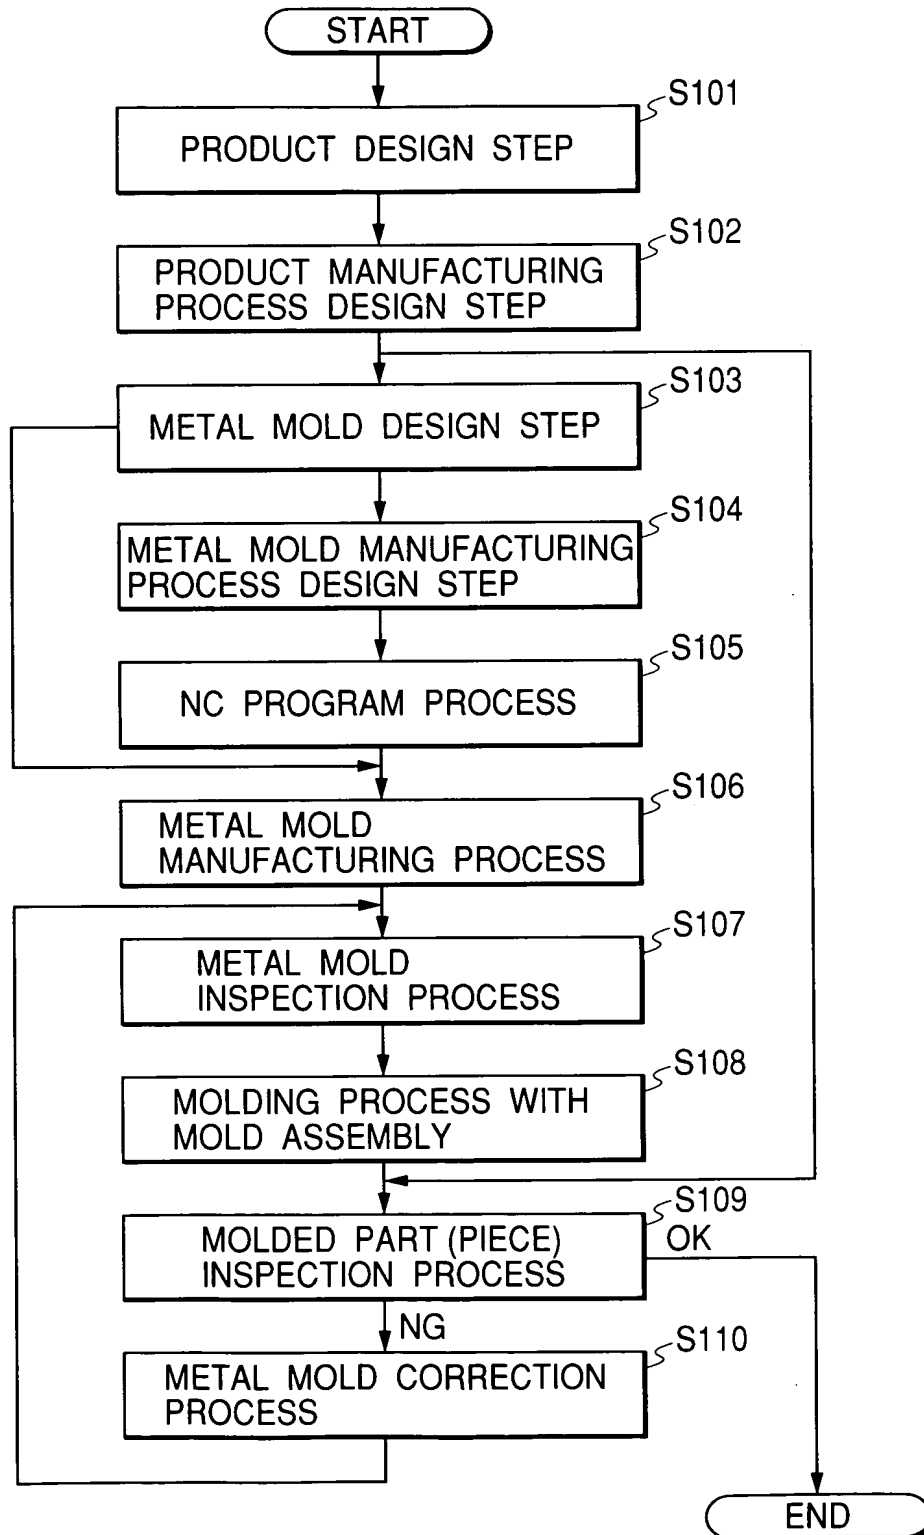 START
S101
PRODUCT DESIGN STEP
S102
PRODUCT MANUFACTURING
PROCESS DESIGN STEP
S103
METAL MOLD DESIGN STEP
S104
METAL MOLD MANUFACTURING
PROCESS DESIGN STEP
S105
NC PROGRAM PROCESS
S106
METAL MOLD
MANUFACTURING PROCESS
S107
METAL MOLD
INSPECTION PROCESS
S108
MOLDING PROCESS WITH
MOLD ASSEMBLY
S109
MOLDED PART (PIECE)
INSPECTION PROCESS
OK
NG
S110
METAL MOLD CORRECTION
PROCESS
END